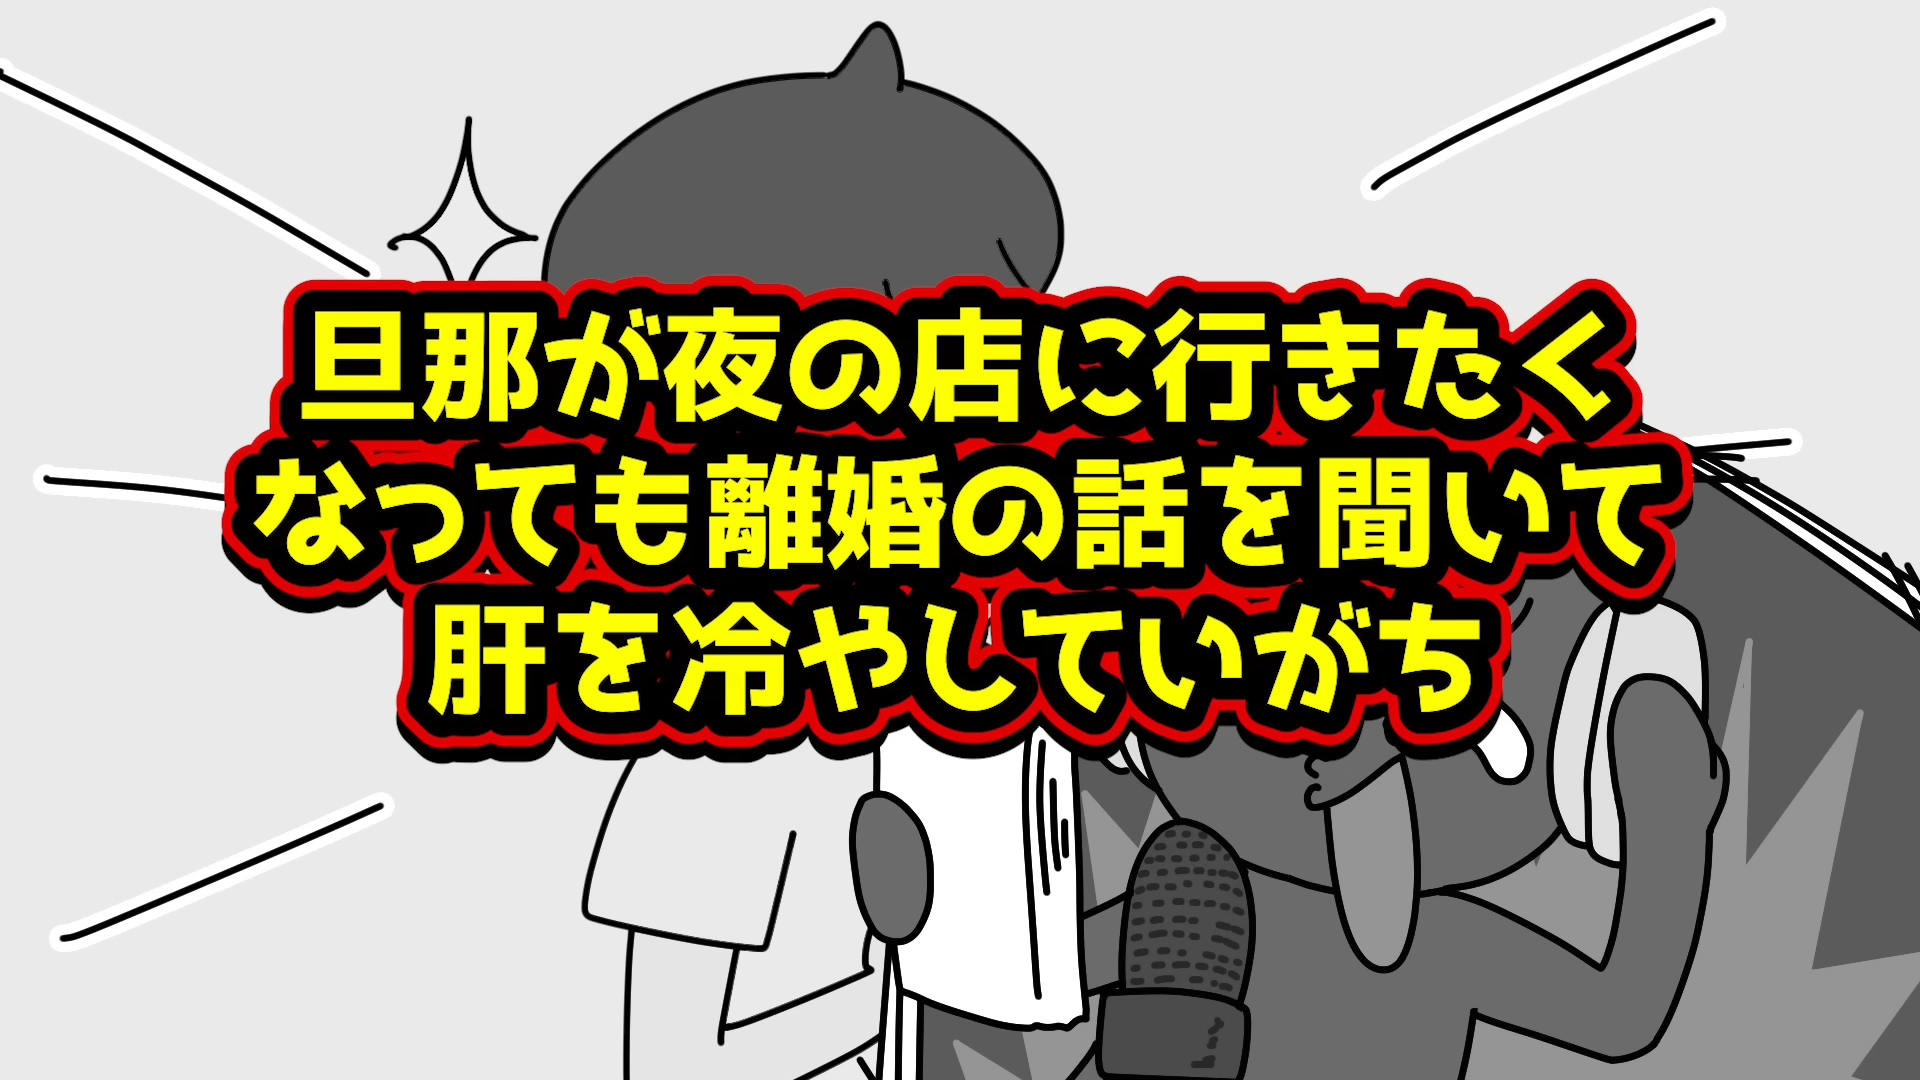 旦那が夜の店に行きたく
なっても離婚の話を聞いて
肝を冷やしていがち